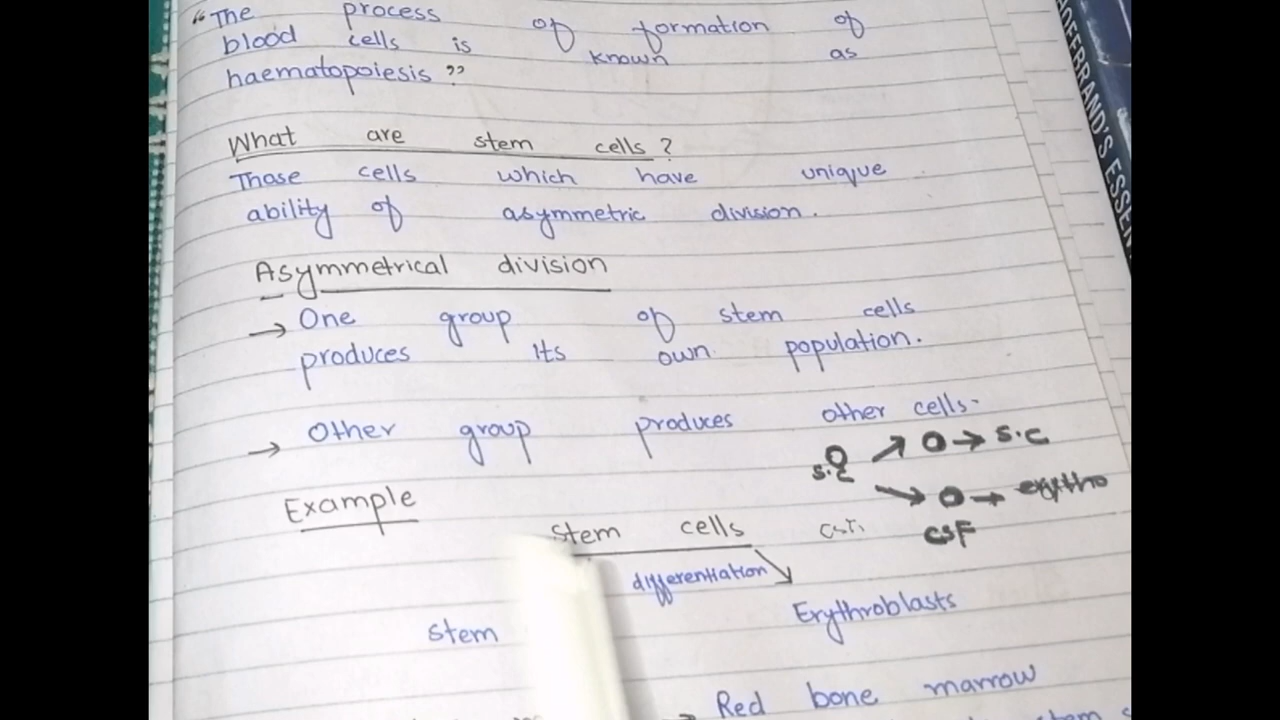 “The process of formation of
blood cells is known as
haematopoiesis”
What are stem cells?
Those cells which have unique
ability of asymmetric division.
Asymmetrical division
→ One group of stem cells
produces its own population.
→ Other group produces other cells.
s.c → O → s.c
→ O → erythro
CSF
Example
Stem cells
differentiation
Erythroblasts
stem
→ Red bone marrow
stem
'S ESSEN